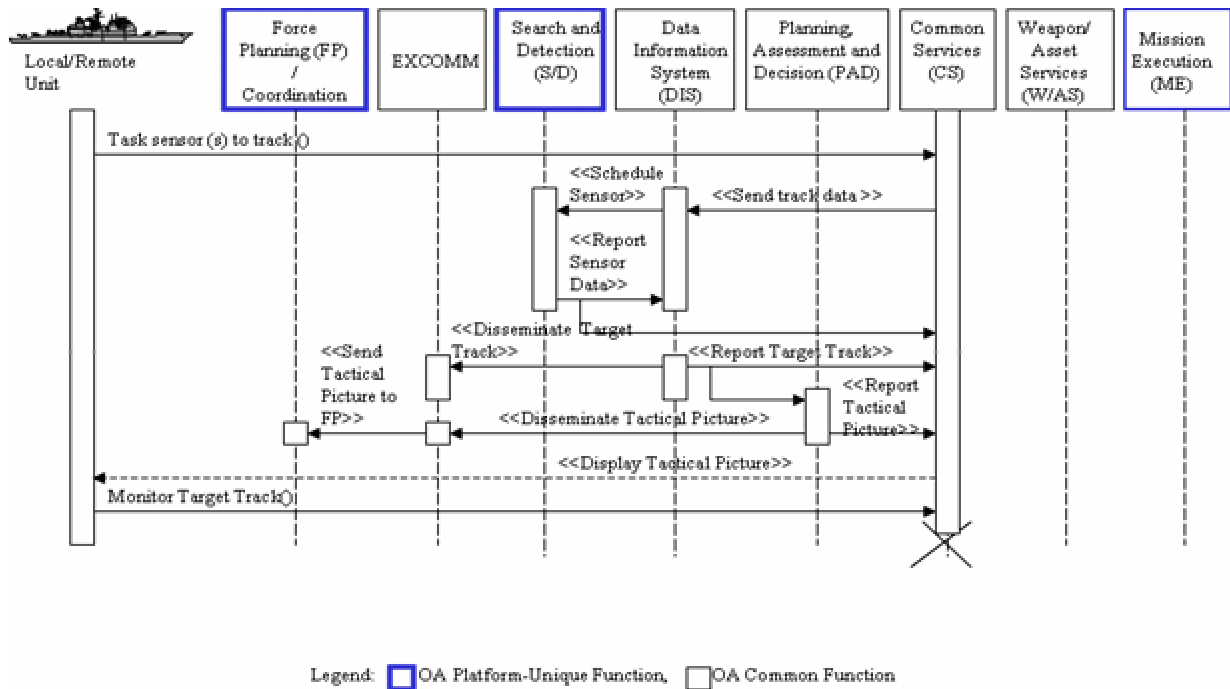 Local/Remote
Unit
Force
Planning (FP)
/
Coordination
EXCOMM
Search and
Detection
(S/D)
Data
Information
System
(DIS)
Planning,
Assessment and
Decision (PAD)
Common
Services
(CS)
Weapon/
Asset
Services
(W/AS)
Mission
Execution
(ME)
Task sensor (s) to track ()
<<Schedule
Sensor>>
<<Send track data >>
<<Report
Sensor
Data>>
<<Disseminate Target
Track>>
<<Report Target Track>>
<<Send
Tactical
Picture to
FP>>
<<Report
Tactical
Picture>>
<<Disseminate Tactical Picture>>
<<Display Tactical Picture>>
Monitor Target Track()
Legend: OA Platform-Unique Function, OA Common Function